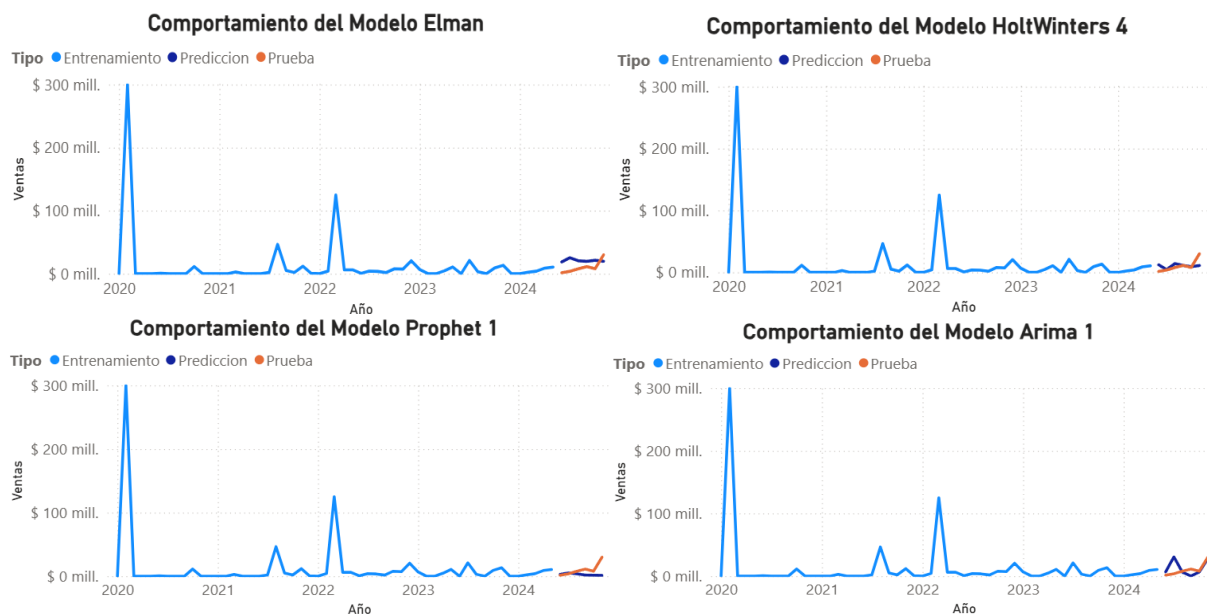 Comportamiento del Modelo Elman
Tipo Entrenamiento Prediccion Prueba
$ 300 mill.
$ 200 mill.
$ 100 mill.
$ 0 mill.
Ventas
2020 2021 2022 2023 2024
Año
Comportamiento del Modelo HoltWinters 4
Tipo Entrenamiento Prediccion Prueba
$ 300 mill.
$ 200 mill.
$ 100 mill.
$ 0 mill.
Ventas
2020 2021 2022 2023 2024
Año
Comportamiento del Modelo Prophet 1
Tipo Entrenamiento Prediccion Prueba
$ 300 mill.
$ 200 mill.
$ 100 mill.
$ 0 mill.
Ventas
2020 2021 2022 2023 2024
Año
Comportamiento del Modelo Arima 1
Tipo Entrenamiento Prediccion Prueba
$ 300 mill.
$ 200 mill.
$ 100 mill.
$ 0 mill.
Ventas
2020 2021 2022 2023 2024
Año